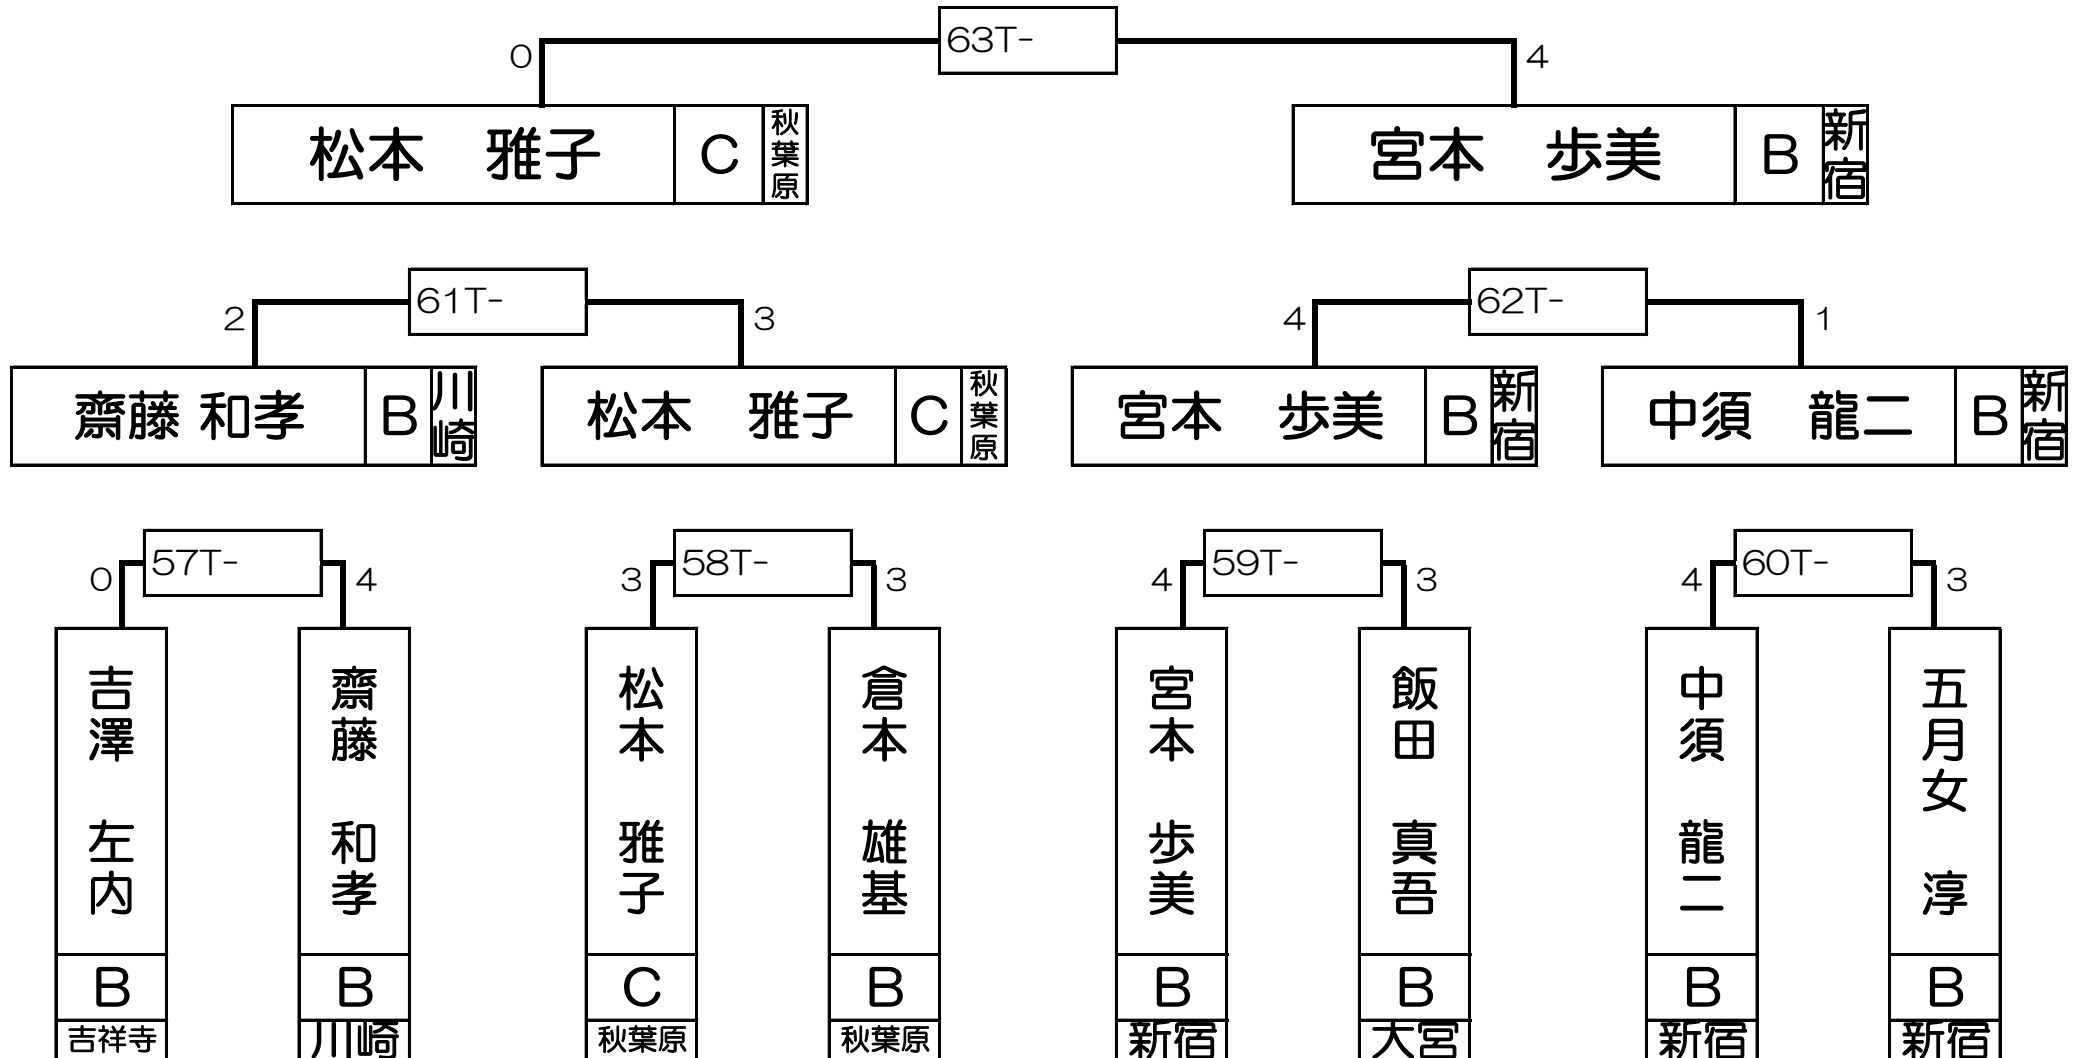 63T-
0
4
松本　雅子
C
秋葉原
宮本　歩美
B
新宿
61T-
2
3
62T-
4
1
齋藤 和孝
B
川崎
松本　雅子
C
秋葉原
宮本　歩美
B
新宿
中須　龍二
B
新宿
57T-
0
4
58T-
3
3
59T-
4
3
60T-
4
3
吉澤　左内
B
吉祥寺
齋藤　和孝
B
川崎
松本　雅子
C
秋葉原
倉本　雄基
B
秋葉原
宮本　歩美
B
新宿
飯田　真吾
B
大宮
中須　龍二
B
新宿
五月女　淳
B
新宿